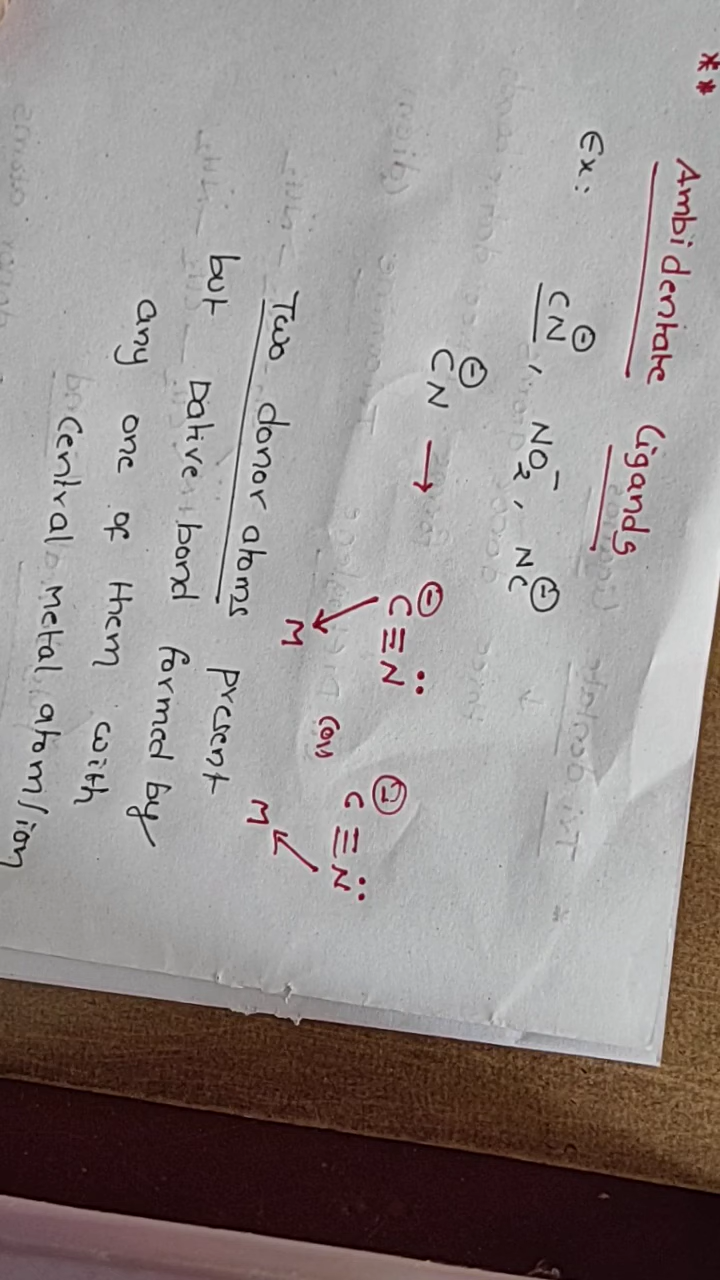 **
Ambidentate ligands
Ex: CN⊖, NO₂⁻, NC⊖
CN⊖ → ⊖C≡N: (or) ⊖C≡N:
M M
Two donor atoms present
but Dative bond formed by
any one of them with
Central metal atom/ion